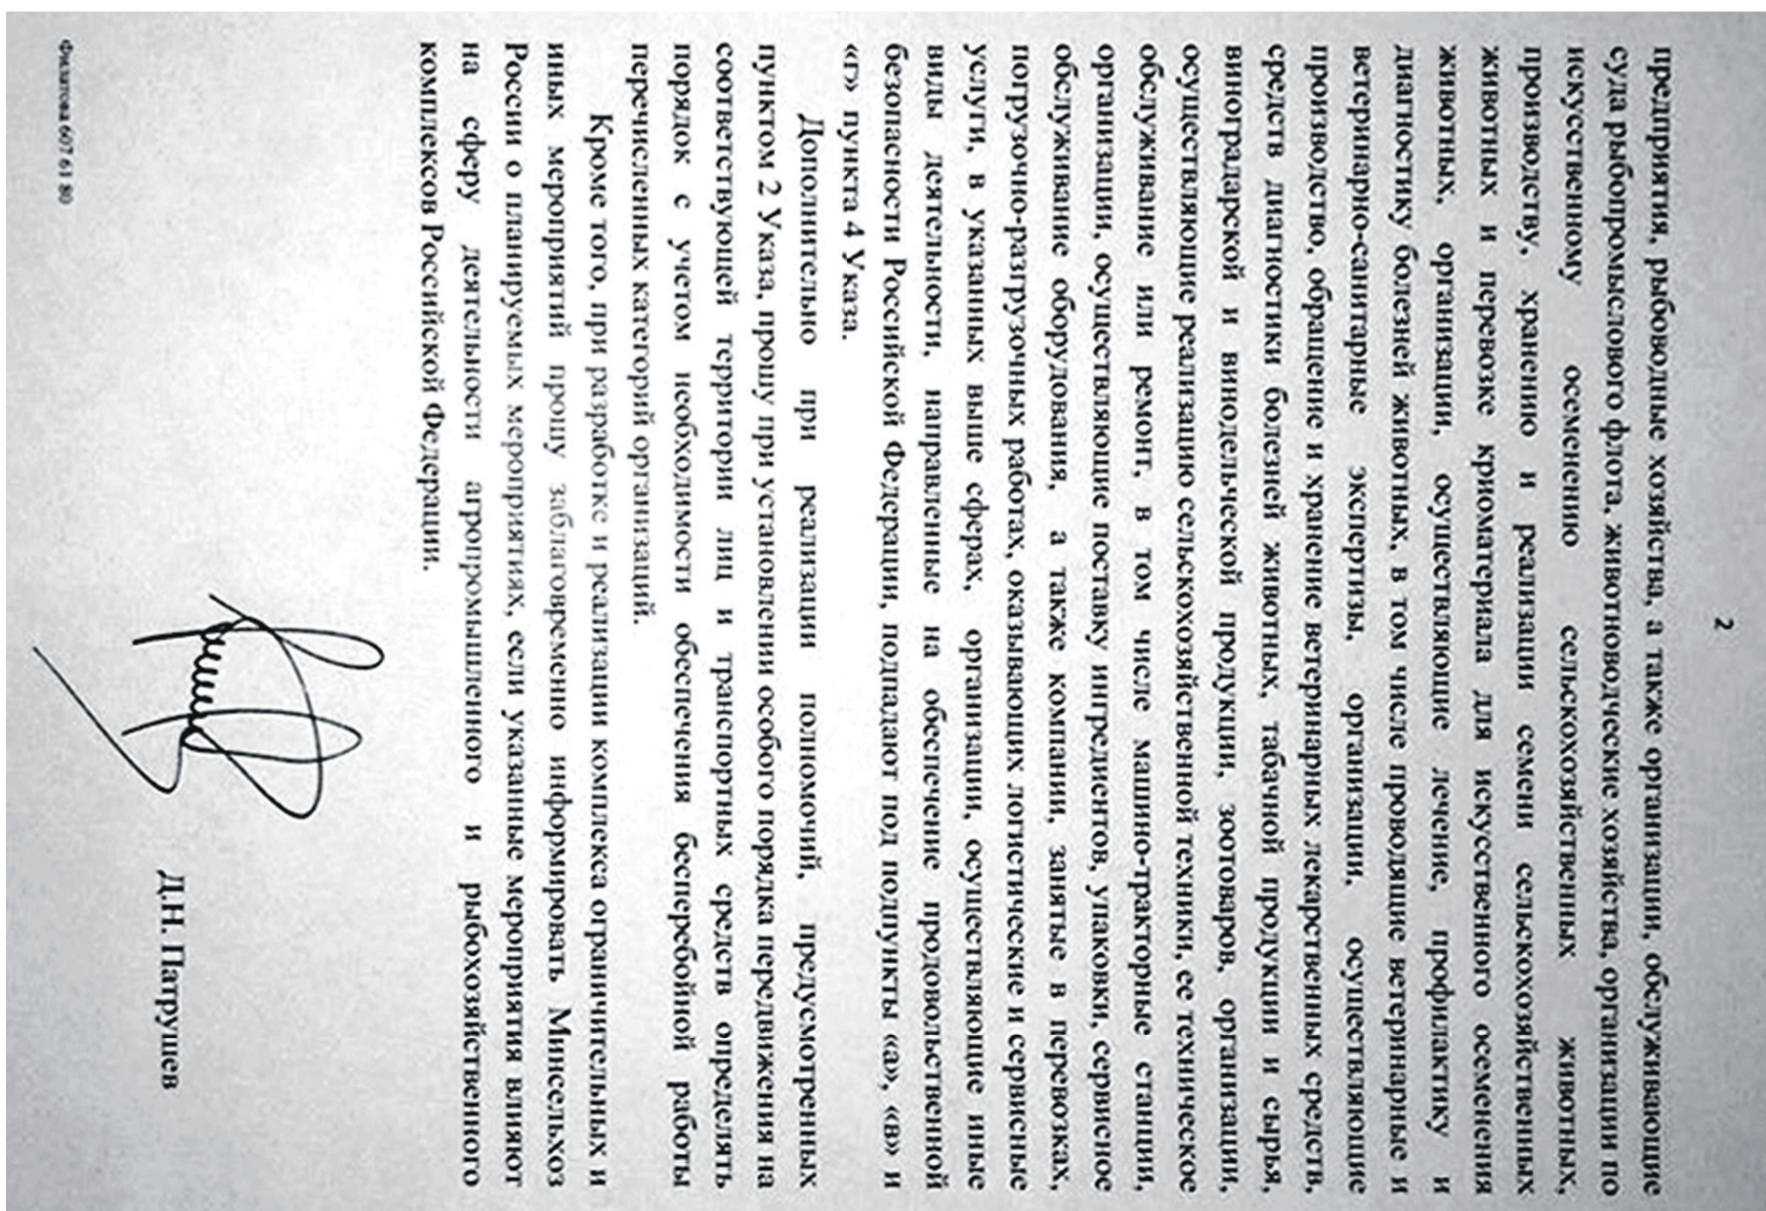 2
предприятия, рыбоводные хозяйства, а также организации, обслуживающие
суда рыбопромыслового флота, животноводческие хозяйства, организации по
искусственному осеменению сельскохозяйственных животных,
производству, хранению и реализации семени сельскохозяйственных
животных и перевозке криоматериала для искусственного осеменения
животных, организации, осуществляющие лечение, профилактику и
диагностику болезней животных, в том числе проводящие ветеринарные и
ветеринарно-санитарные экспертизы, организации, осуществляющие
производство, обращение и хранение ветеринарных лекарственных средств,
средств диагностики болезней животных, табачной продукции и сырья,
виноградарской и винодельческой продукции, зоотоваров, организации,
осуществляющие реализацию сельскохозяйственной техники, ее техническое
обслуживание или ремонт, в том числе машино-тракторные станции,
организации, осуществляющие поставку ингредиентов, упаковки, сервисное
обслуживание оборудования, а также компании, занятые в перевозках,
погрузочно-разгрузочных работах, оказывающих логистические и сервисные
услуги, в указанных выше сферах, организации, осуществляющие иные
виды деятельности, направленные на обеспечение продовольственной
безопасности Российской Федерации, подпадают под подпункты «а», «в» и
«г» пункта 4 Указа.
Дополнительно при реализации полномочий, предусмотренных
пунктом 2 Указа, прошу при установлении особого порядка передвижения на
соответствующей территории лиц и транспортных средств определять
порядок с учетом необходимости обеспечения бесперебойной работы
перечисленных категорий организаций.
Кроме того, при разработке и реализации комплекса ограничительных и
иных мероприятий прошу заблаговременно информировать Минсельхоз
России о планируемых мероприятиях, если указанные мероприятия влияют
на сферу деятельности агропромышленного и рыбохозяйственного
комплексов Российской Федерации.
Д.Н. Патрушев
Филатова 607 61 80